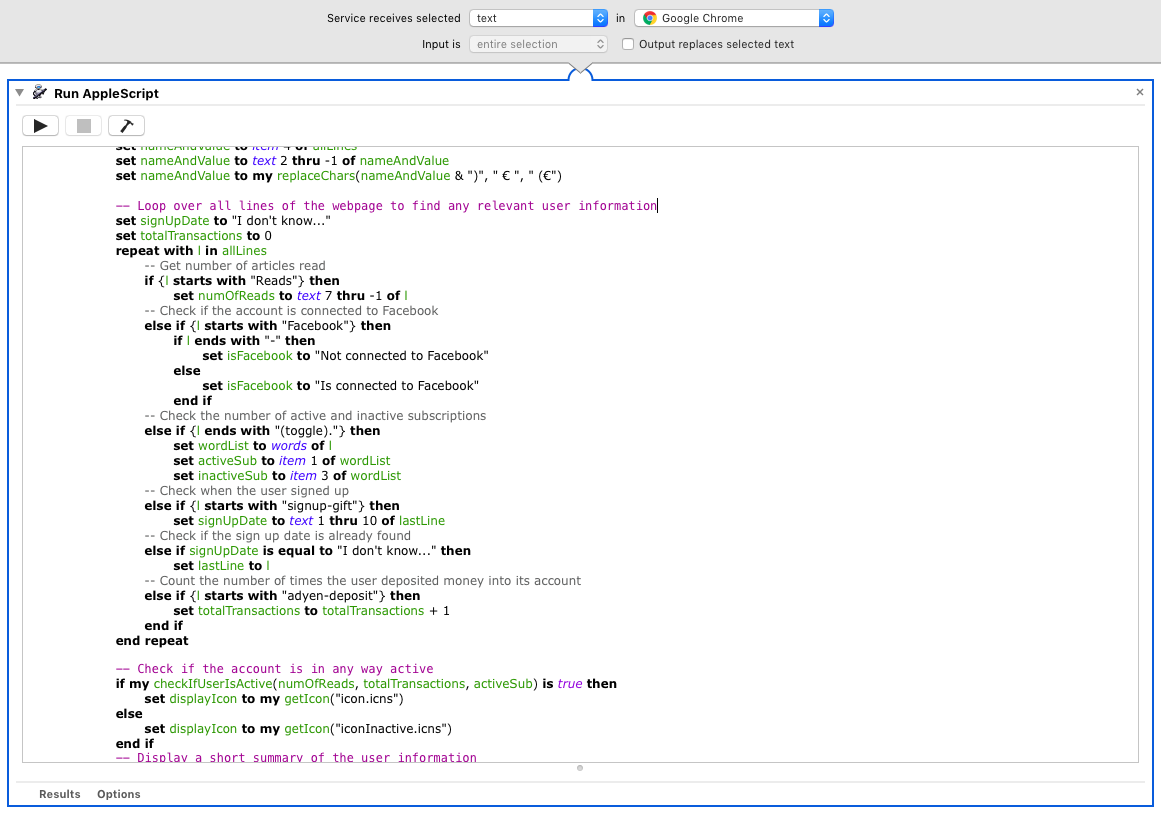 Service receives selected text in Google Chrome
Input is entire selection Output replaces selected text
Run AppleScript
set nameAndValue to item 4 of allLines
set nameAndValue to text 2 thru -1 of nameAndValue
set nameAndValue to my replaceChars(nameAndValue & ")", " € ", " (€")
-- Loop over all lines of the webpage to find any relevant user information
set signUpDate to "I don't know..."
set totalTransactions to 0
repeat with l in allLines
-- Get number of articles read
if {l starts with "Reads"} then
set numOfReads to text 7 thru -1 of l
-- Check if the account is connected to Facebook
else if {l starts with "Facebook"} then
if l ends with "-" then
set isFacebook to "Not connected to Facebook"
else
set isFacebook to "Is connected to Facebook"
end if
-- Check the number of active and inactive subscriptions
else if {l ends with "(toggle)."} then
set wordList to words of l
set activeSub to item 1 of wordList
set inactiveSub to item 3 of wordList
-- Check when the user signed up
else if {l starts with "signup-gift"} then
set signUpDate to text 1 thru 10 of lastLine
-- Check if the sign up date is already found
else if signUpDate is equal to "I don't know..." then
set lastLine to l
-- Count the number of times the user deposited money into its account
else if {l starts with "adyen-deposit"} then
set totalTransactions to totalTransactions + 1
end if
end repeat
-- Check if the account is in any way active
if my checkIfUserIsActive(numOfReads, totalTransactions, activeSub) is true then
set displayIcon to my getIcon("icon.icns")
else
set displayIcon to my getIcon("iconInactive.icns")
end if
-- Display a short summary of the user information
Results Options